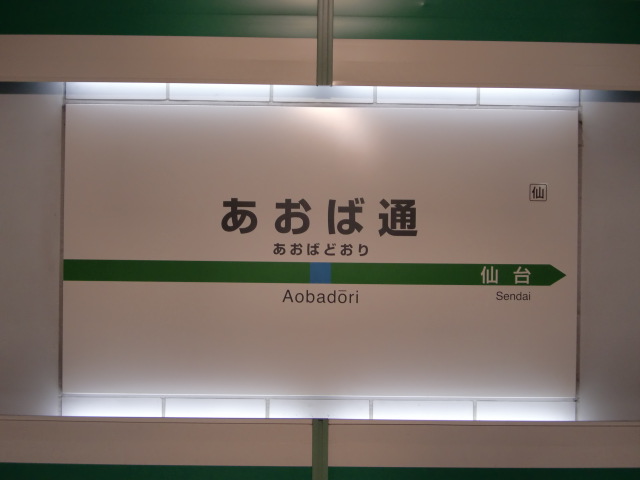 仙
あおば通
あおばどおり
仙台
Aobadōri
Sendai